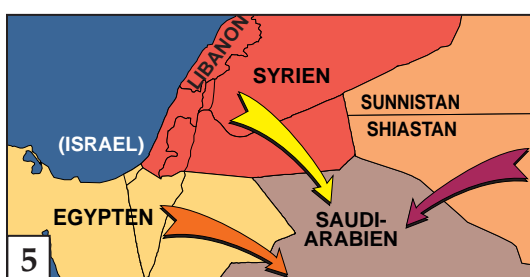 LIBANON
SYRIEN
SUNNISTAN
SHIASTAN
(ISRAEL)
EGYPTEN
SAUDI-
ARABIEN
5